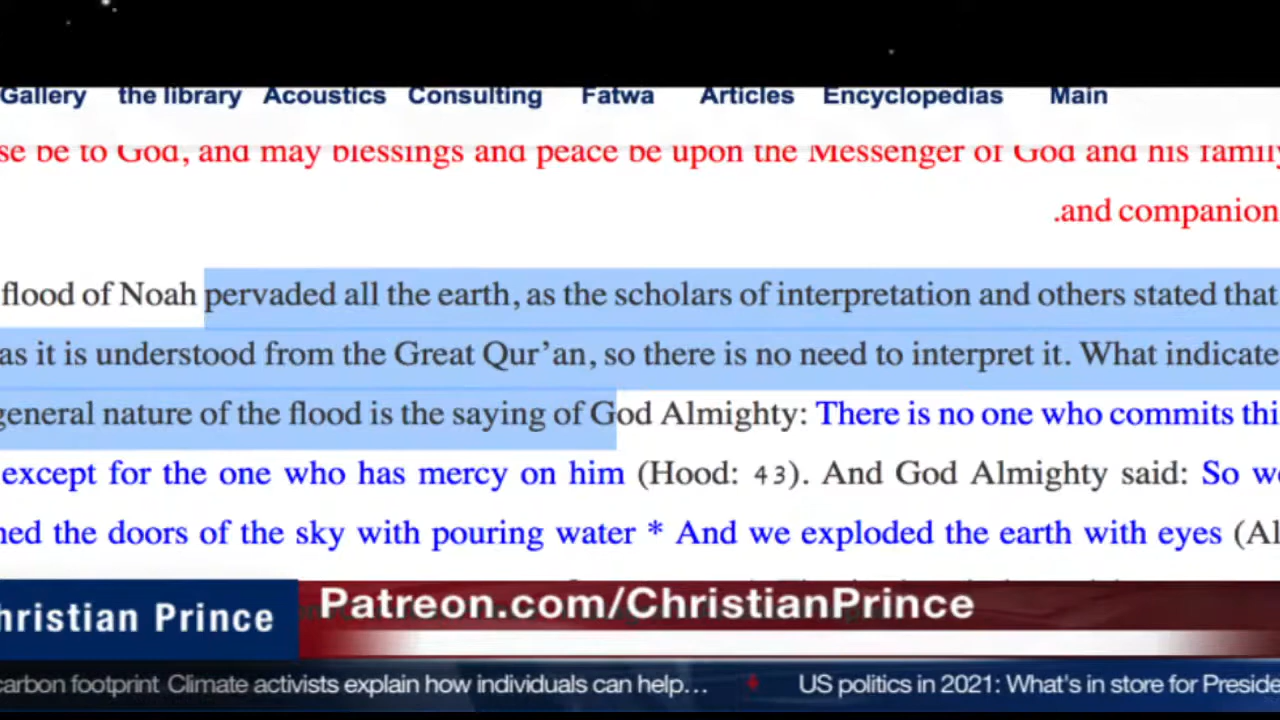 Gallery the library Acoustics Consulting Fatwa Articles Encyclopedias Main
se be to God, and may blessings and peace be upon the Messenger of God and his family
.and companion
flood of Noah pervaded all the earth, as the scholars of interpretation and others stated that
as it is understood from the Great Qur’an, so there is no need to interpret it. What indicate
general nature of the flood is the saying of God Almighty: There is no one who commits thi
except for the one who has mercy on him (Hood: 43). And God Almighty said: So we
ned the doors of the sky with pouring water * And we exploded the earth with eyes (Al
hristian Prince
Patreon.com/ChristianPrince
carbon footprint Climate activists explain how individuals can help... US politics in 2021: What's in store for Preside